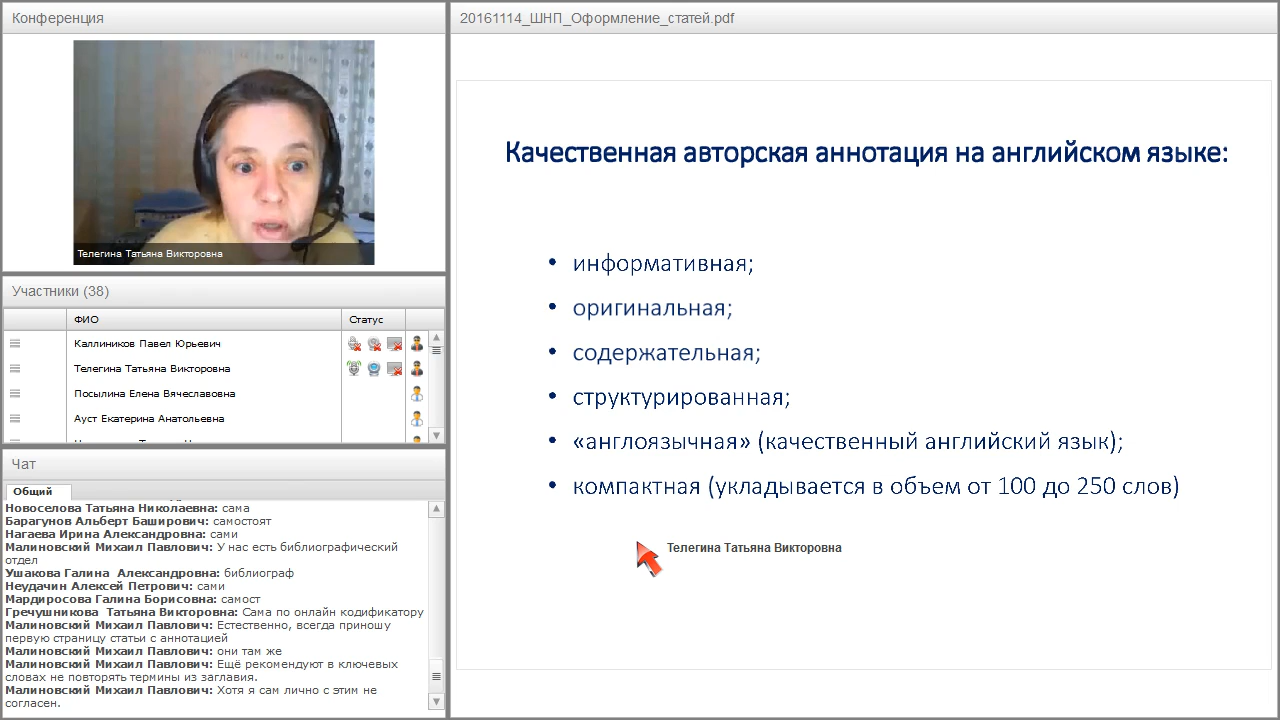 Конференция
Телегина Татьяна Викторовна
Участники (38)
ФИО
Статус
Каллиников Павел Юрьевич
Телегина Татьяна Викторовна
Посылина Елена Вячеславовна
Ауст Екатерина Анатольевна
Чат
Общий
Новоселова Татьяна Николаевна: сама
Барагунов Альберт Баширович: самостоят
Нагаева Ирина Александровна: сами
Малиновский Михаил Павлович: У нас есть библиографический
отдел
Ушакова Галина Александровна: библиограф
Неудачин Алексей Петрович: сами
Мардиросова Галина Борисовна: самост
Гречушникова Татьяна Викторовна: Сама по онлайн кодификатору
Малиновский Михаил Павлович: Естественно, всегда приношу
первую страницу статьи с аннотацией
Малиновский Михаил Павлович: они там же
Малиновский Михаил Павлович: Ещё рекомендуют в ключевых
словах не повторять термины из заглавия.
Малиновский Михаил Павлович: Хотя я сам лично с этим не
согласен.
20161114_ШНП_Оформление_статей.pdf
Качественная авторская аннотация на английском языке:
• информативная;
• оригинальная;
• содержательная;
• структурированная;
• «англоязычная» (качественный английский язык);
• компактная (укладывается в объем от 100 до 250 слов)
Телегина Татьяна Викторовна